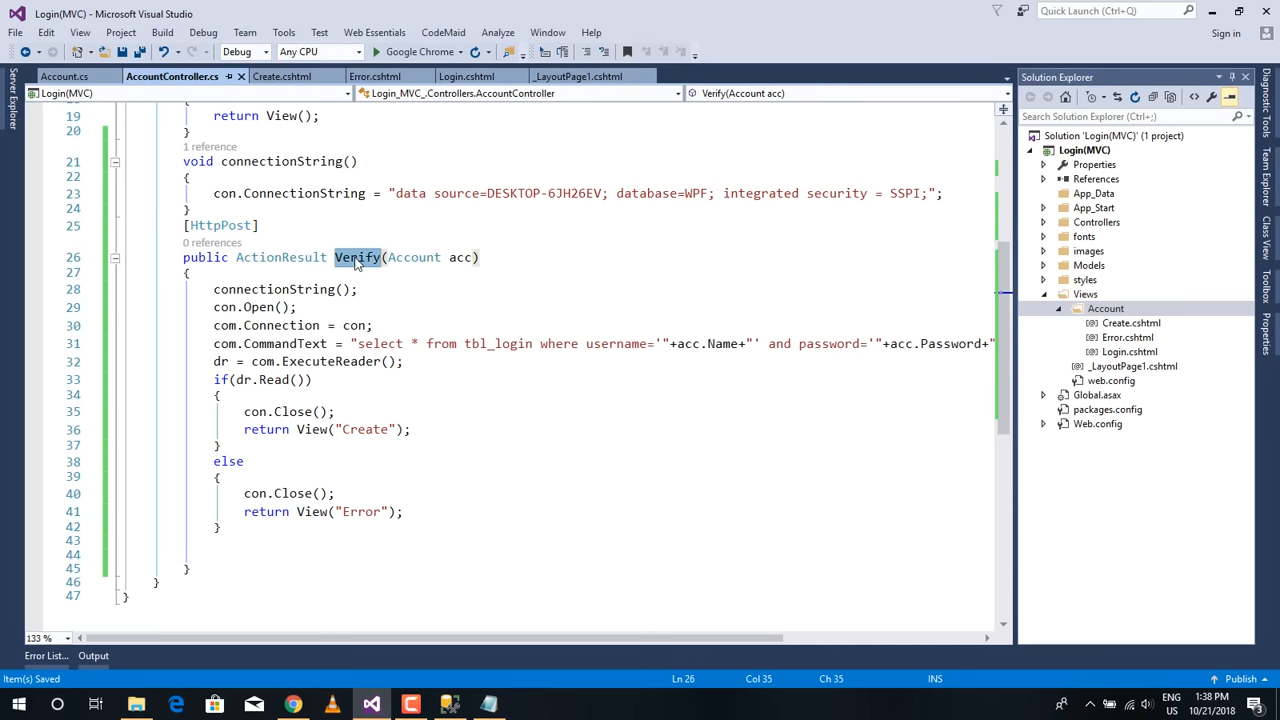 Login(MVC) - Microsoft Visual Studio
Quick Launch (Ctrl+Q)
File Edit View Project Build Debug Team Tools Test Web Essentials CodeMaid Analyze Window Help
Sign in
Debug Any CPU Google Chrome
Account.cs AccountController.cs Create.cshtml Error.cshtml Login.cshtml _LayoutPage1.cshtml
Login(MVC) Login_MVC_.Controllers.AccountController Verify(Account acc)
19 return View();
20 }
1 reference
21 void connectionString()
22 {
23 con.ConnectionString = "data source=DESKTOP-6JH26EV; database=WPF; integrated security = SSPI;";
24 }
25 [HttpPost]
0 references
26 public ActionResult Verify(Account acc)
27 {
28 connectionString();
29 con.Open();
30 com.Connection = con;
31 com.CommandText = "select * from tbl_login where username='"+acc.Name+"' and password='"+acc.Password+"
32 dr = com.ExecuteReader();
33 if(dr.Read())
34 {
35 con.Close();
36 return View("Create");
37 }
38 else
39 {
40 con.Close();
41 return View("Error");
42 }
43
44
45 }
46 }
47 }
133 %
Error List... Output
Item(s) Saved Ln 26 Col 35 Ch 35 INS Publish
Server Explorer
Solution Explorer
Search Solution Explorer (Ctrl+;)
Solution 'Login(MVC)' (1 project)
Login(MVC)
Properties
References
App_Data
App_Start
Controllers
fonts
images
Models
styles
Views
Account
Create.cshtml
Error.cshtml
Login.cshtml
_LayoutPage1.cshtml
web.config
Global.asax
packages.config
Web.config
Diagnostic Tools
Team Explorer
Class View
Toolbox
Properties
ENG
US
1:38 PM
10/21/2018